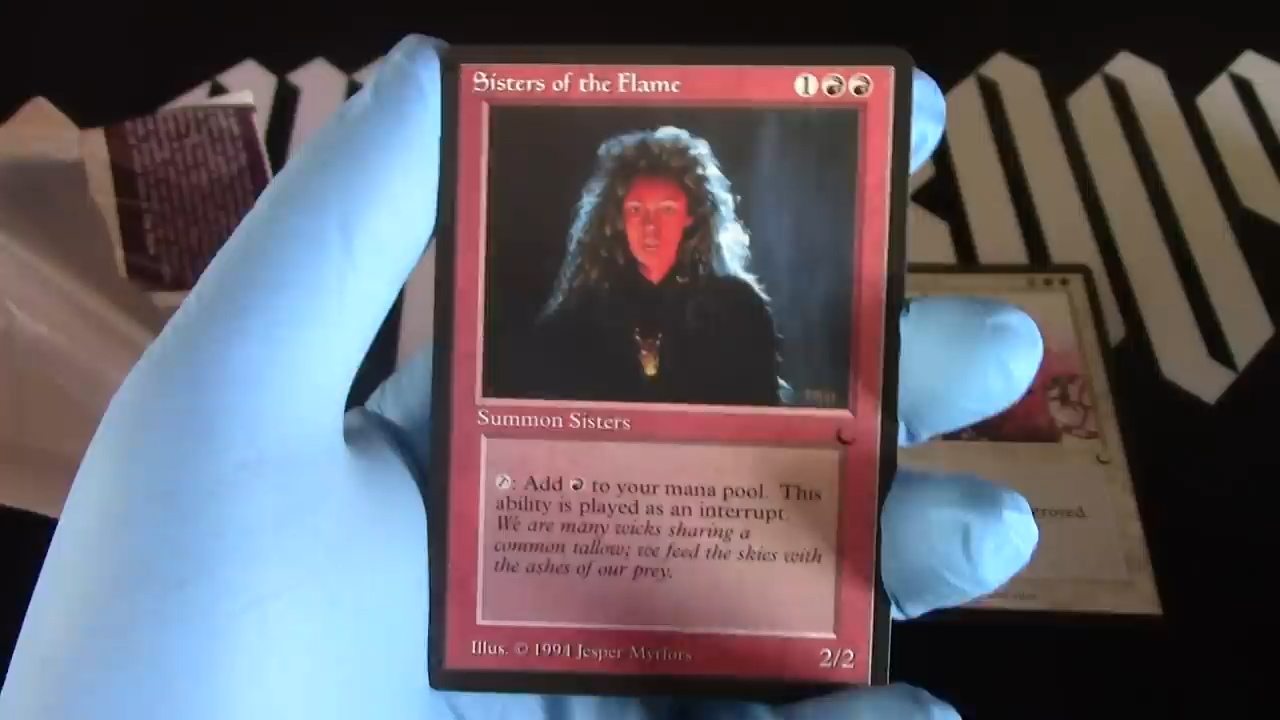 Sisters of the Flame 1
Summon Sisters
: Add to your mana pool. This
ability is played as an interrupt.
We are many wicks sharing a
common tallow; we feed the skies with
the ashes of our prey.
Illus. © 1994 Jesper Myrfors
2/2